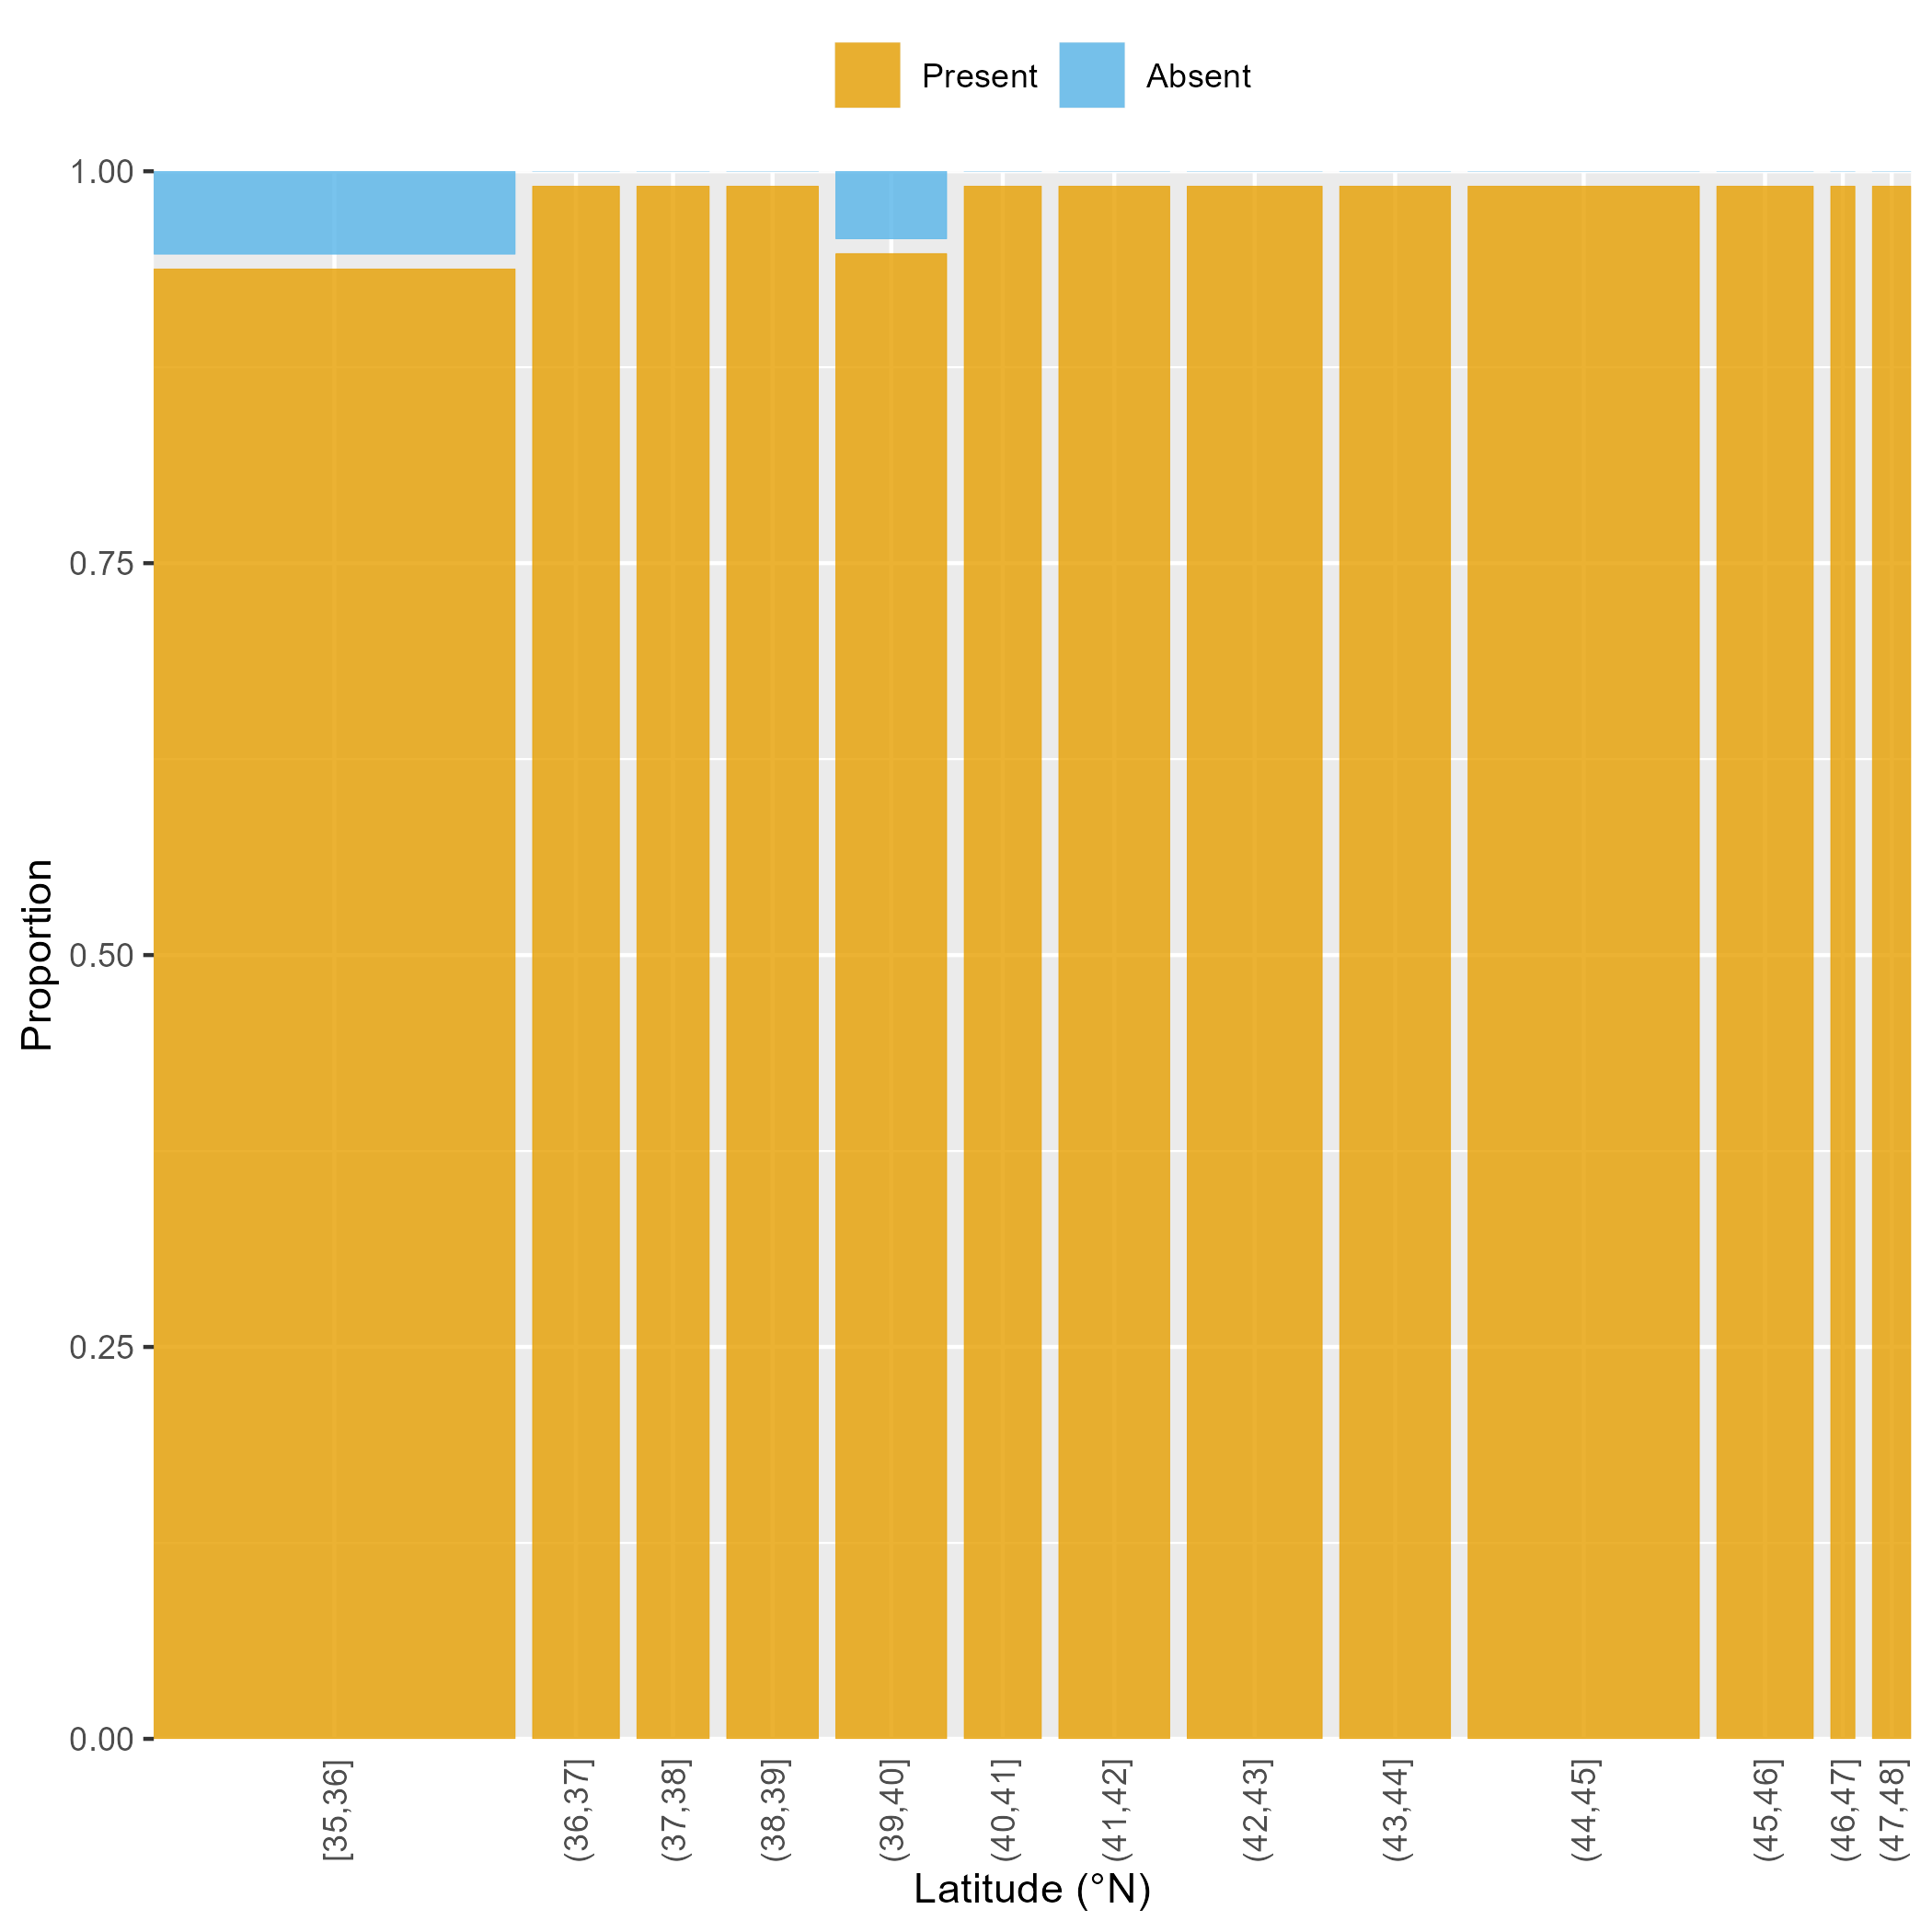 Present Absent
1.00
0.75
0.50
0.25
0.00
Proportion
[35,36] (36,37] (37,38] (38,39] (39,40] (40,41] (41,42] (42,43] (43,44] (44,45] (45,46] (46,47] (47,48]
Latitude (°N)